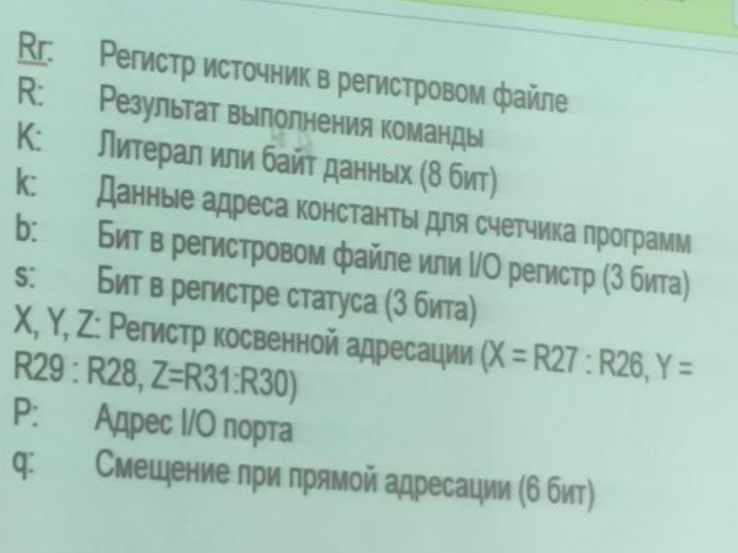 Rr: Регистр источник в регистровом файле
R: Результат выполнения команды
K: Литерал или байт данных (8 бит)
k: Данные адреса константы для счетчика программ
b: Бит в регистровом файле или I/O регистр (3 бита)
s: Бит в регистре статуса (3 бита)
X, Y, Z: Регистр косвенной адресации (X = R27 : R26, Y =
R29 : R28, Z=R31:R30)
P: Адрес I/O порта
q: Смещение при прямой адресации (6 бит)